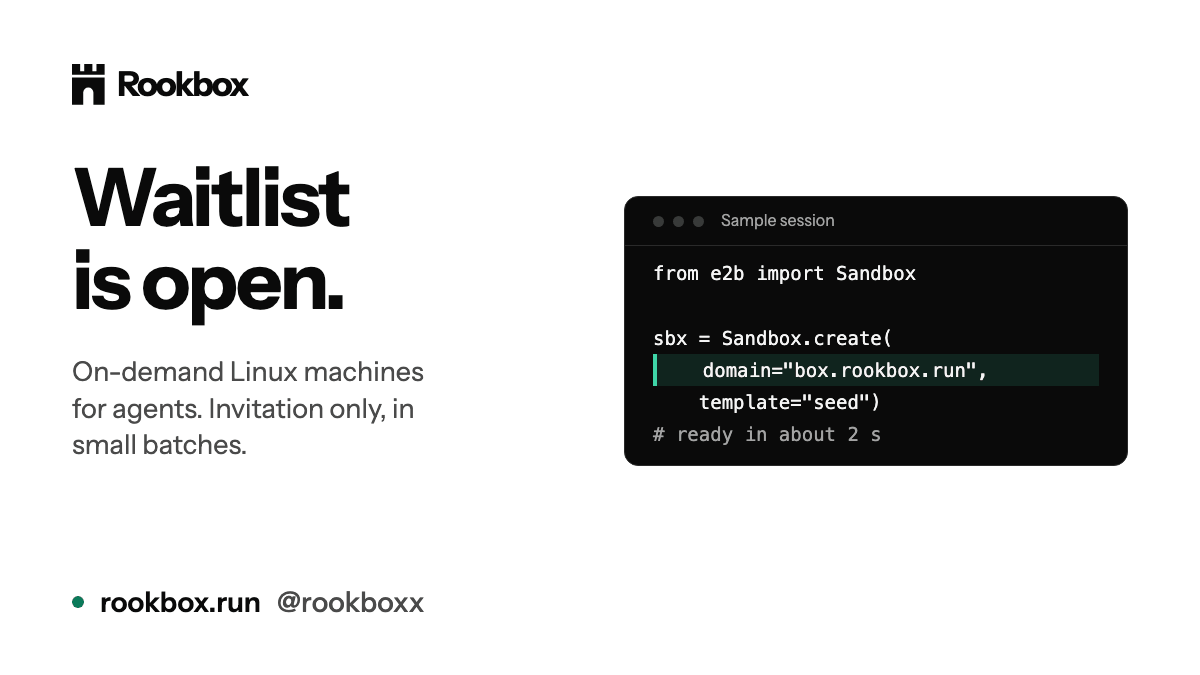 Rookbox
Waitlist
is open.
On-demand Linux machines
for agents. Invitation only, in
small batches.
rookbox.run @rookboxx
Sample session
from e2b import Sandbox
sbx = Sandbox.create(
domain="box.rookbox.run",
template="seed")
# ready in about 2 s